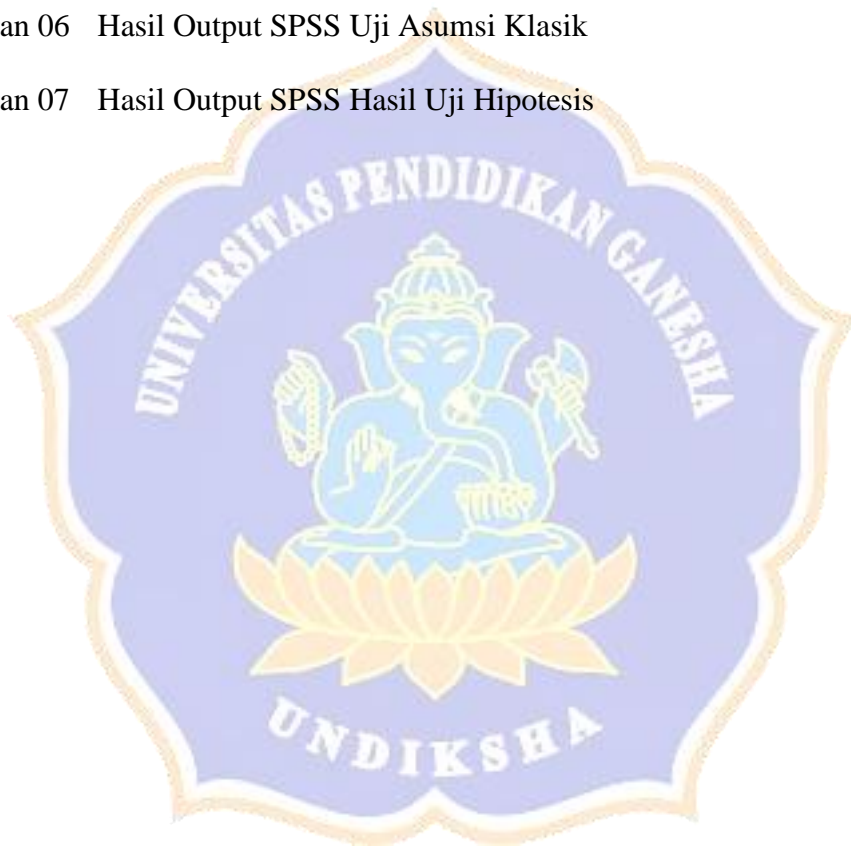 an 06 Hasil Output SPSS Uji Asumsi Klasik
an 07 Hasil Output SPSS Hasil Uji Hipotesis
UNIVERSITAS PENDIDIKAN GANESHA
UNDIKSHA